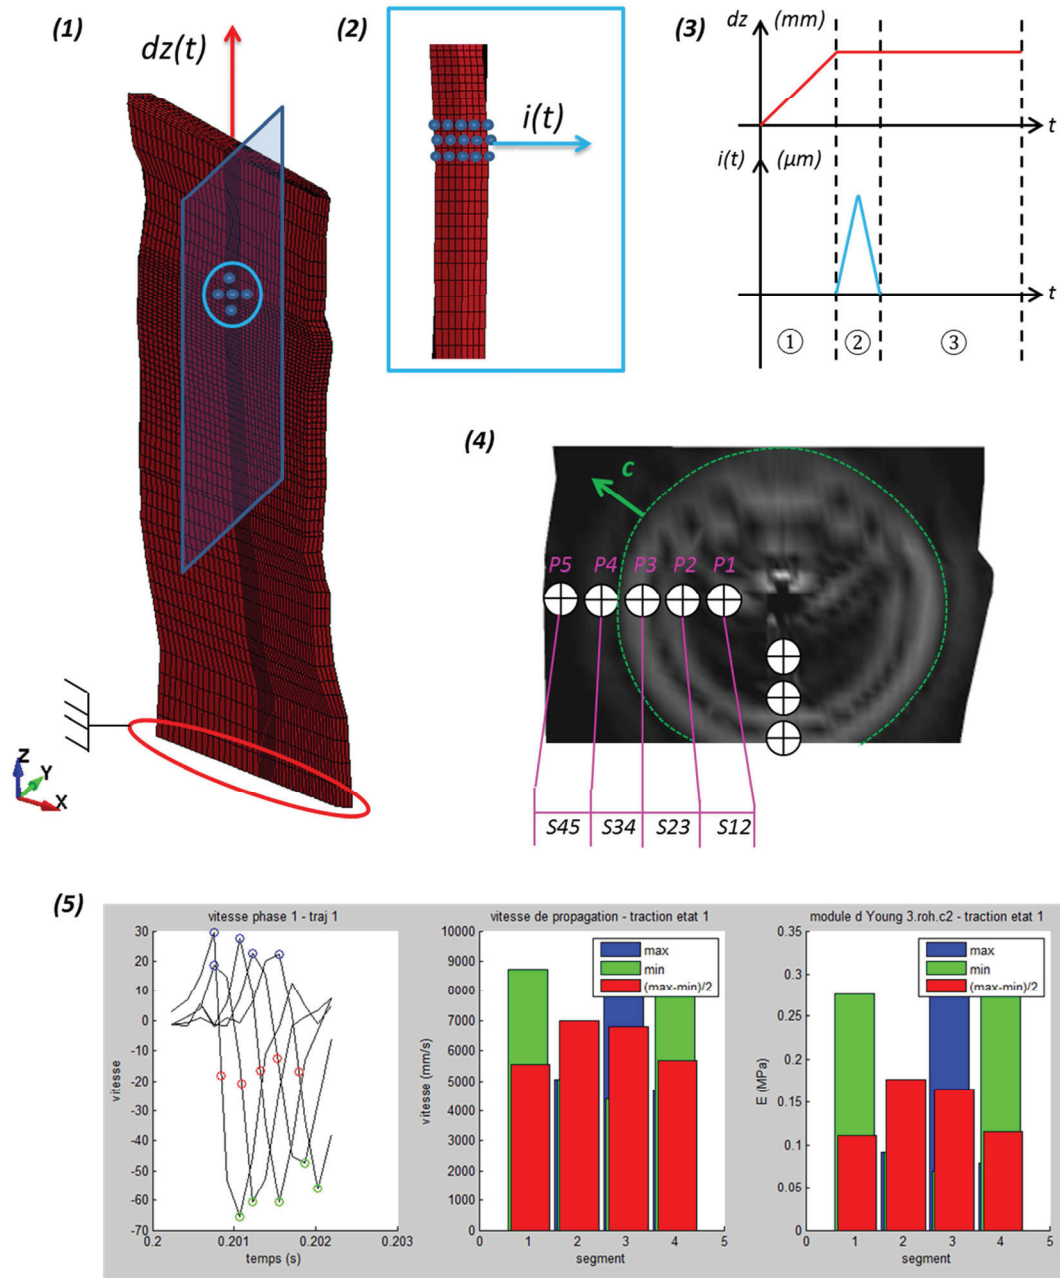 (1)
dz(t)
Z
Y
X
(2)
i(t)
(3)
dz (mm)
t
i(t) (μm)
t
① ② ③
(4)
c
P5 P4 P3 P2 P1
S45 S34 S23 S12
(5)
vitesse phase 1 - traj 1
30
20
10
0
-10
-20
-30
-40
-50
-60
-70
vitesse
0.2 0.201 0.202 0.203
temps (s)
vitesse de propagation - traction etat 1
10000
9000
8000
7000
6000
5000
4000
3000
2000
1000
0
vitesse (mm/s)
max
min
(max-min)/2
0 1 2 3 4 5
segment
module d Young 3.roh.c2 - traction etat 1
0.35
0.3
0.25
0.2
0.15
0.1
0.05
0
E (MPa)
max
min
(max-min)/2
0 1 2 3 4 5
segment